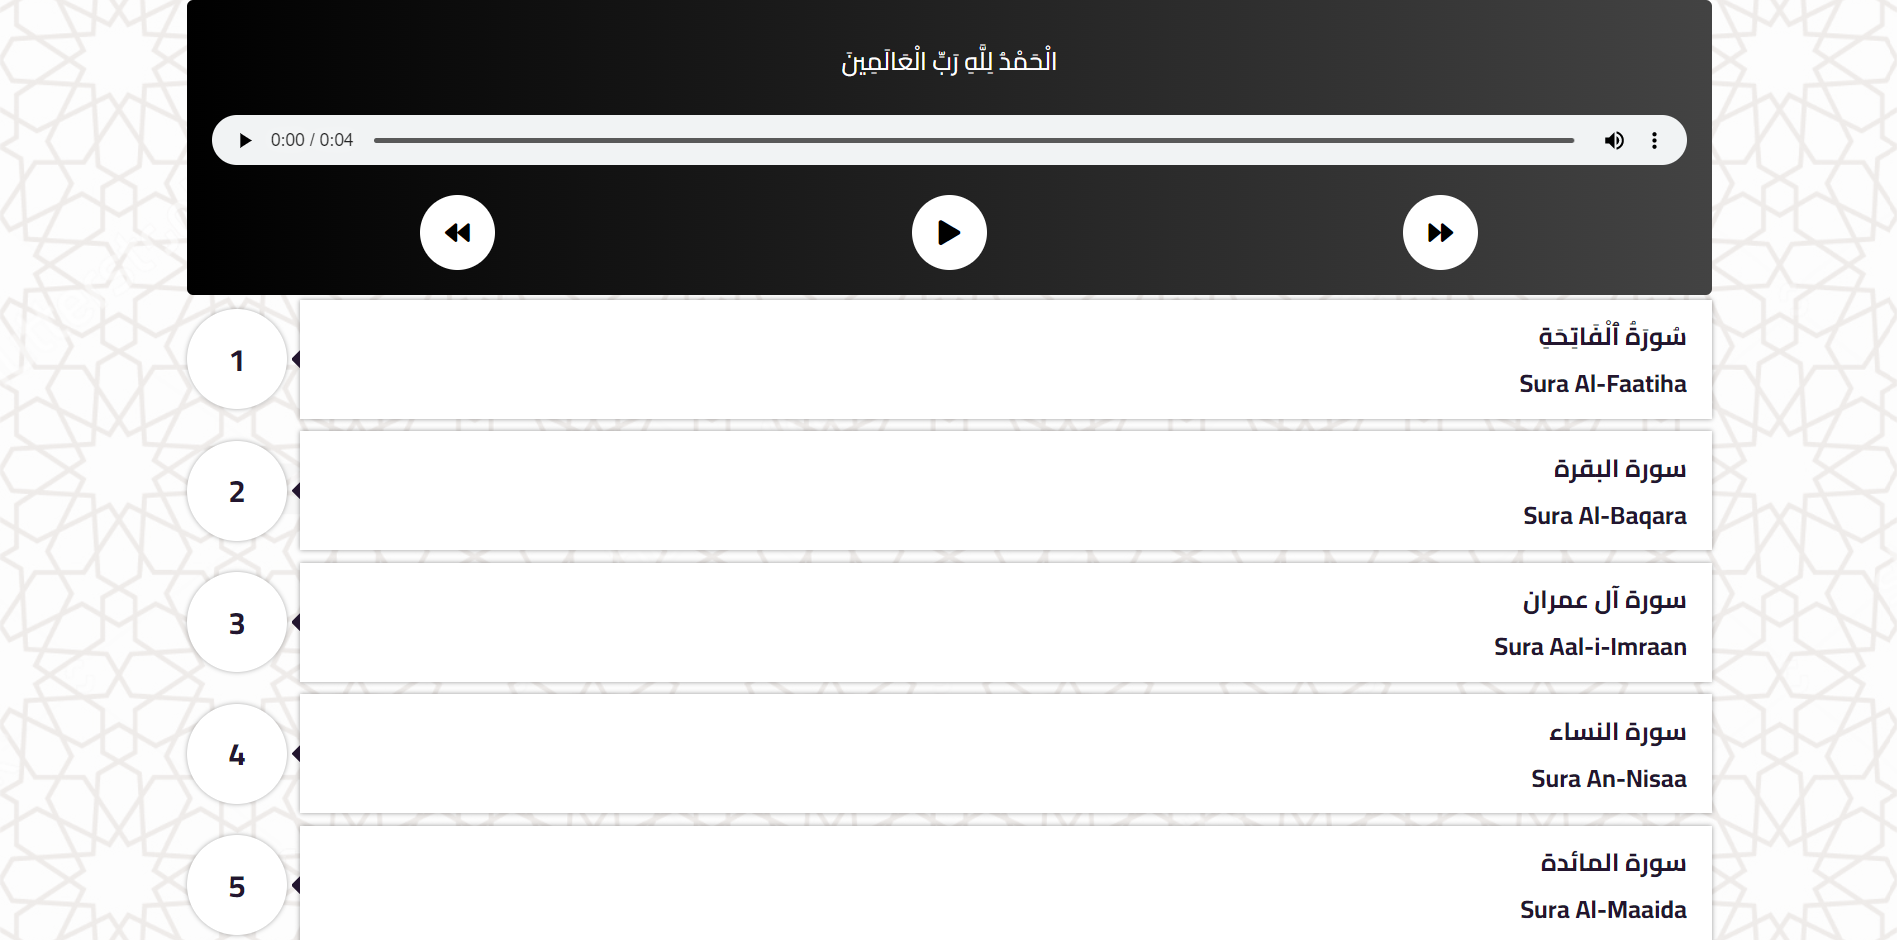 الْحَمْدُ لِلَّهِ رَبِّ الْعَالَمِينَ
0:00 / 0:04
1
سُورَةُ ٱلْفَاتِحَةِ
Sura Al-Faatiha
2
سورة البقرة
Sura Al-Baqara
3
سورة آل عمران
Sura Aal-i-Imraan
4
سورة النساء
Sura An-Nisaa
5
سورة المائدة
Sura Al-Maaida